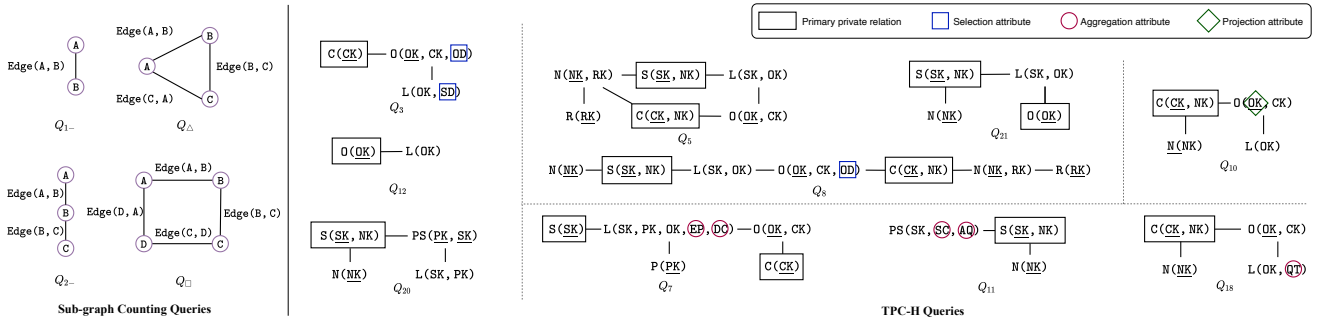 Primary private relation Selection attribute Aggregation attribute Projection attribute
A
Edge(A,B)
B
Q1−
Edge(A,B)
B
A
Edge(B,C)
Edge(C,A)
C
Q△
A
Edge(A,B)
B
Edge(B,C)
C
Q2−
Edge(A,B)
A
B
Edge(D,A)
Edge(B,C)
Edge(C,D)
D
C
Q□
Sub-graph Counting Queries
C(CK) O(OK,CK,OD)
L(OK,SD)
Q3
O(OK) L(OK)
Q12
S(SK,NK) PS(PK,SK)
N(NK) L(SK,PK)
Q20
N(NK,RK) S(SK,NK) L(SK,OK)
R(RK) C(CK,NK) O(OK,CK)
Q5
S(SK,NK) L(SK,OK)
N(NK) O(OK)
Q21
N(NK) S(SK,NK) L(SK,OK) O(OK,CK,OD) C(CK,NK) N(NK,RK) R(RK)
Q8
C(CK,NK) O(OK,CK)
N(NK) L(OK)
Q10
S(SK) L(SK,PK,OK,EP,DC) O(OK,CK)
P(PK) C(CK)
Q7
PS(SK,SC,AQ) S(SK,NK)
N(NK)
Q11
C(CK,NK) O(OK,CK)
N(NK) L(OK,QT)
Q18
TPC-H Queries